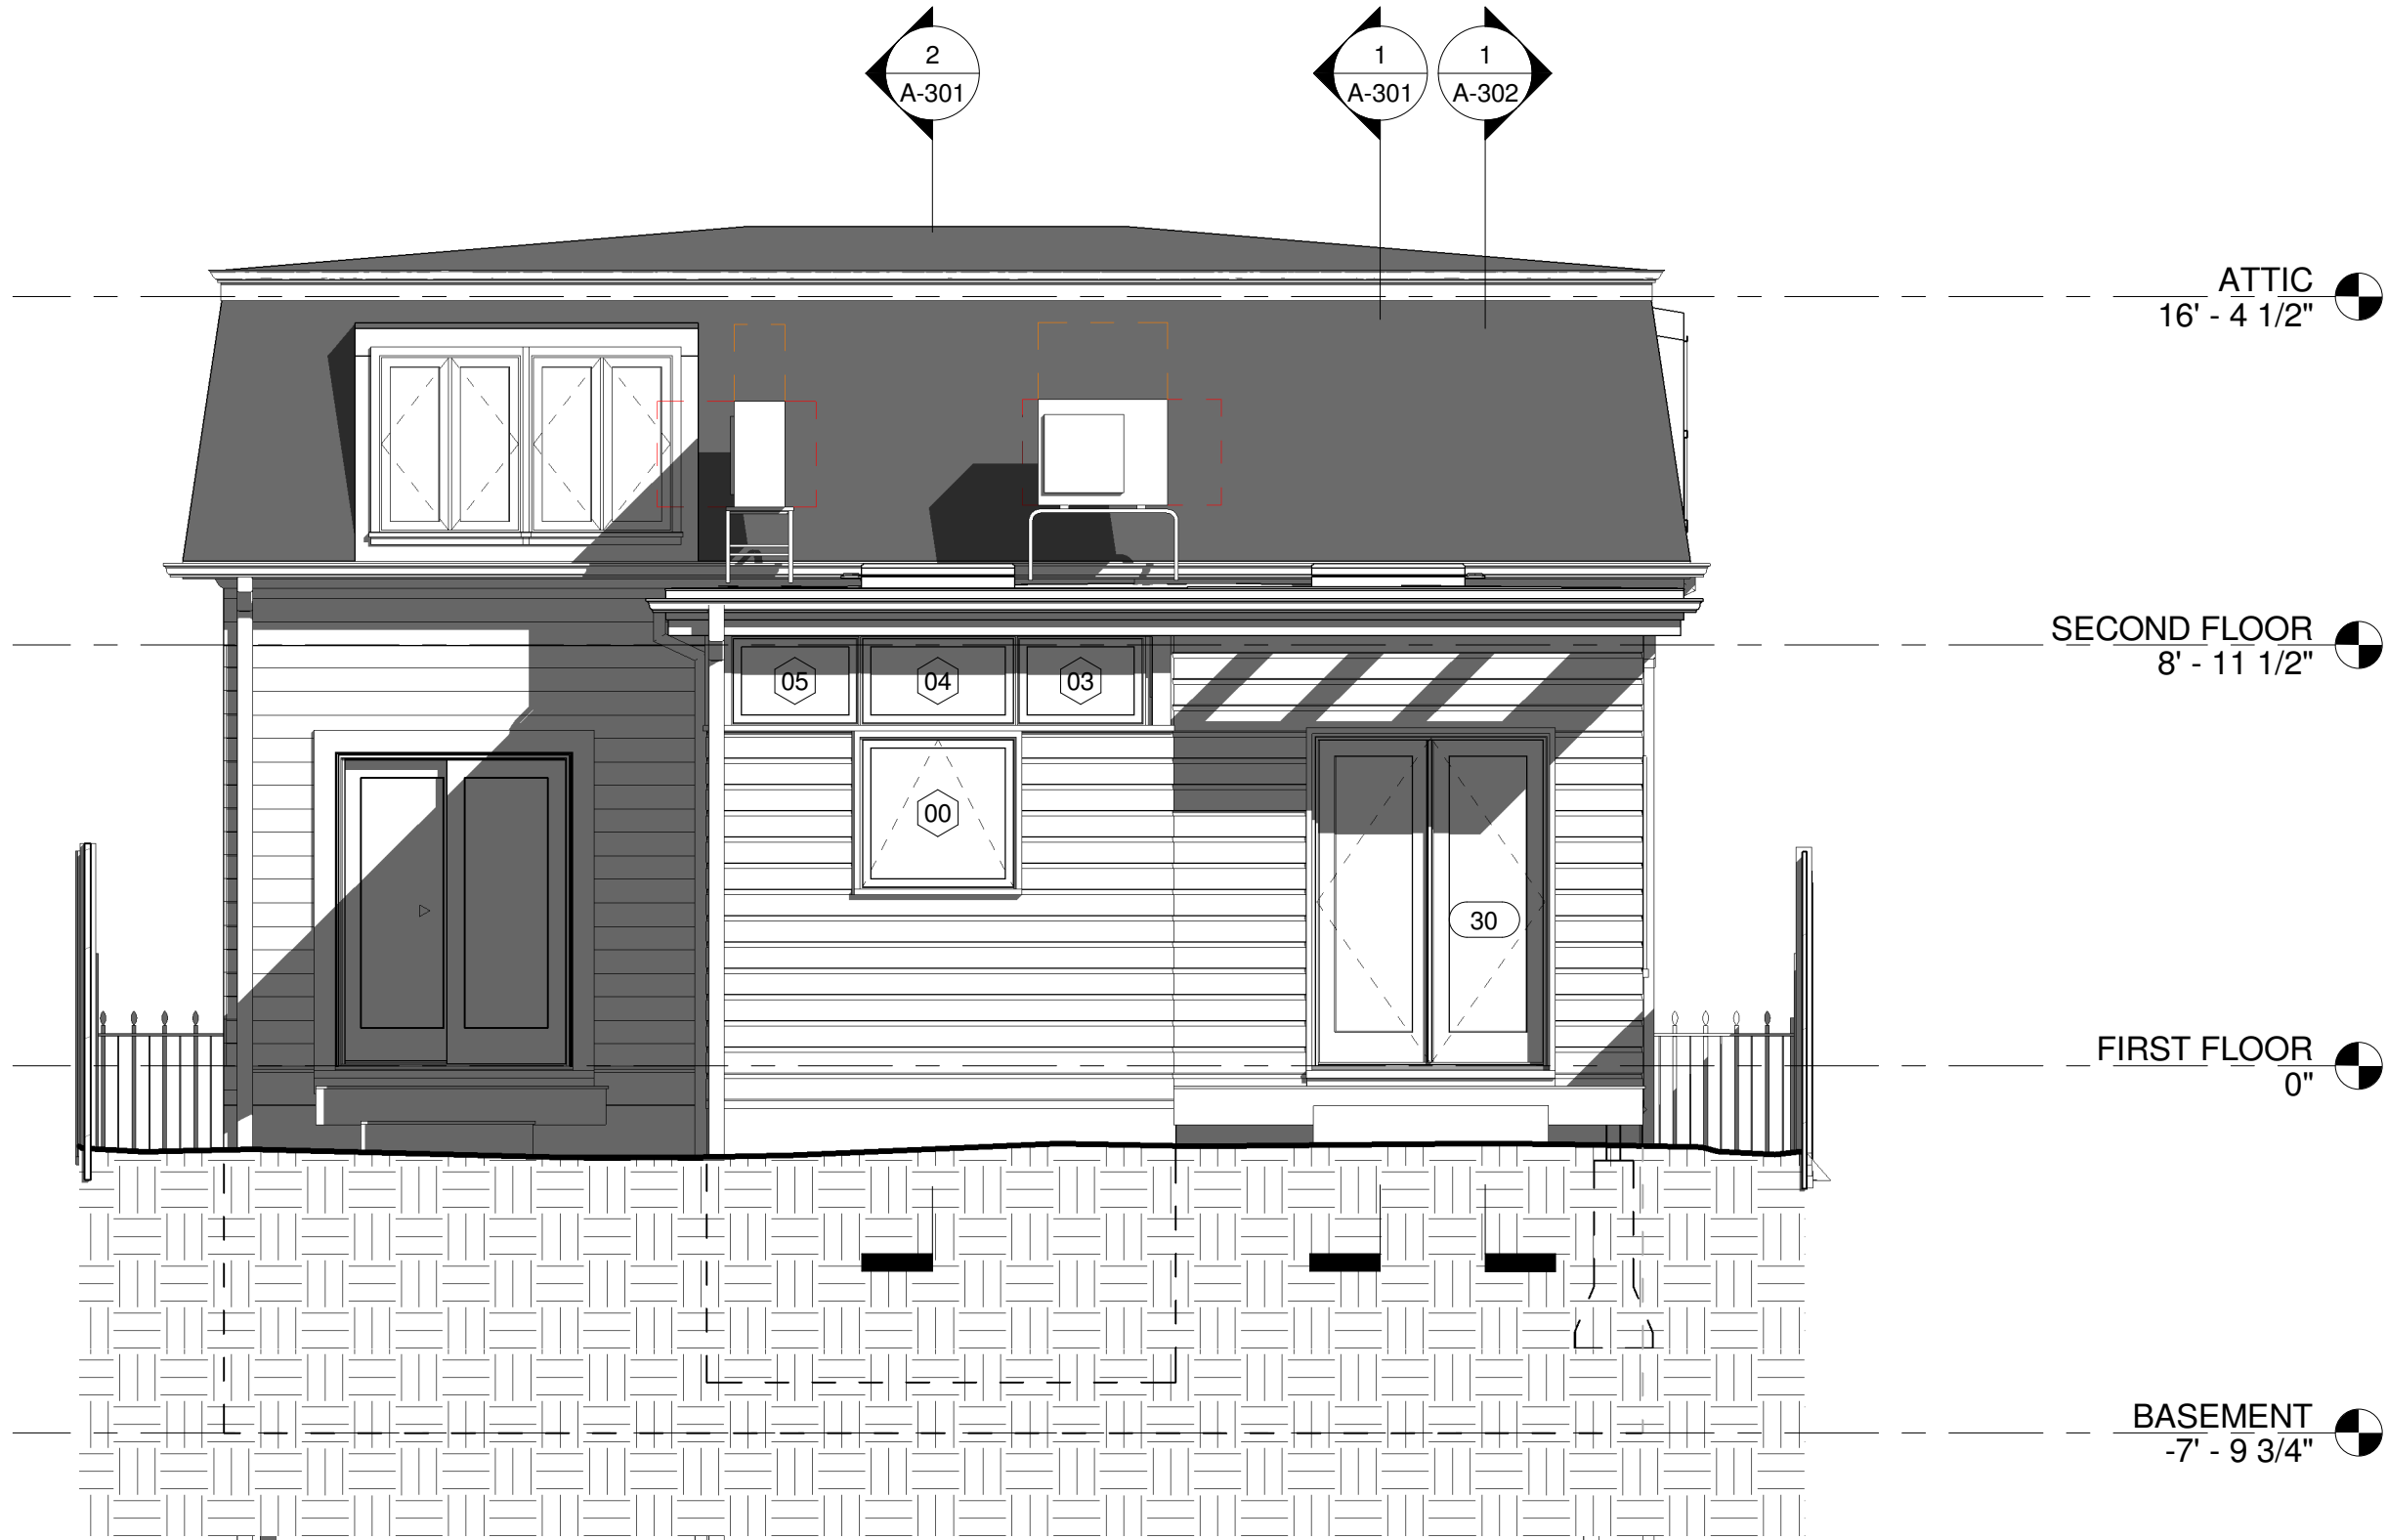 2
A-301
1
A-301
1
A-302
ATTIC
16' - 4 1/2"
SECOND FLOOR
8' - 11 1/2"
05
04
03
00
30
FIRST FLOOR
0"
BASEMENT
-7' - 9 3/4"